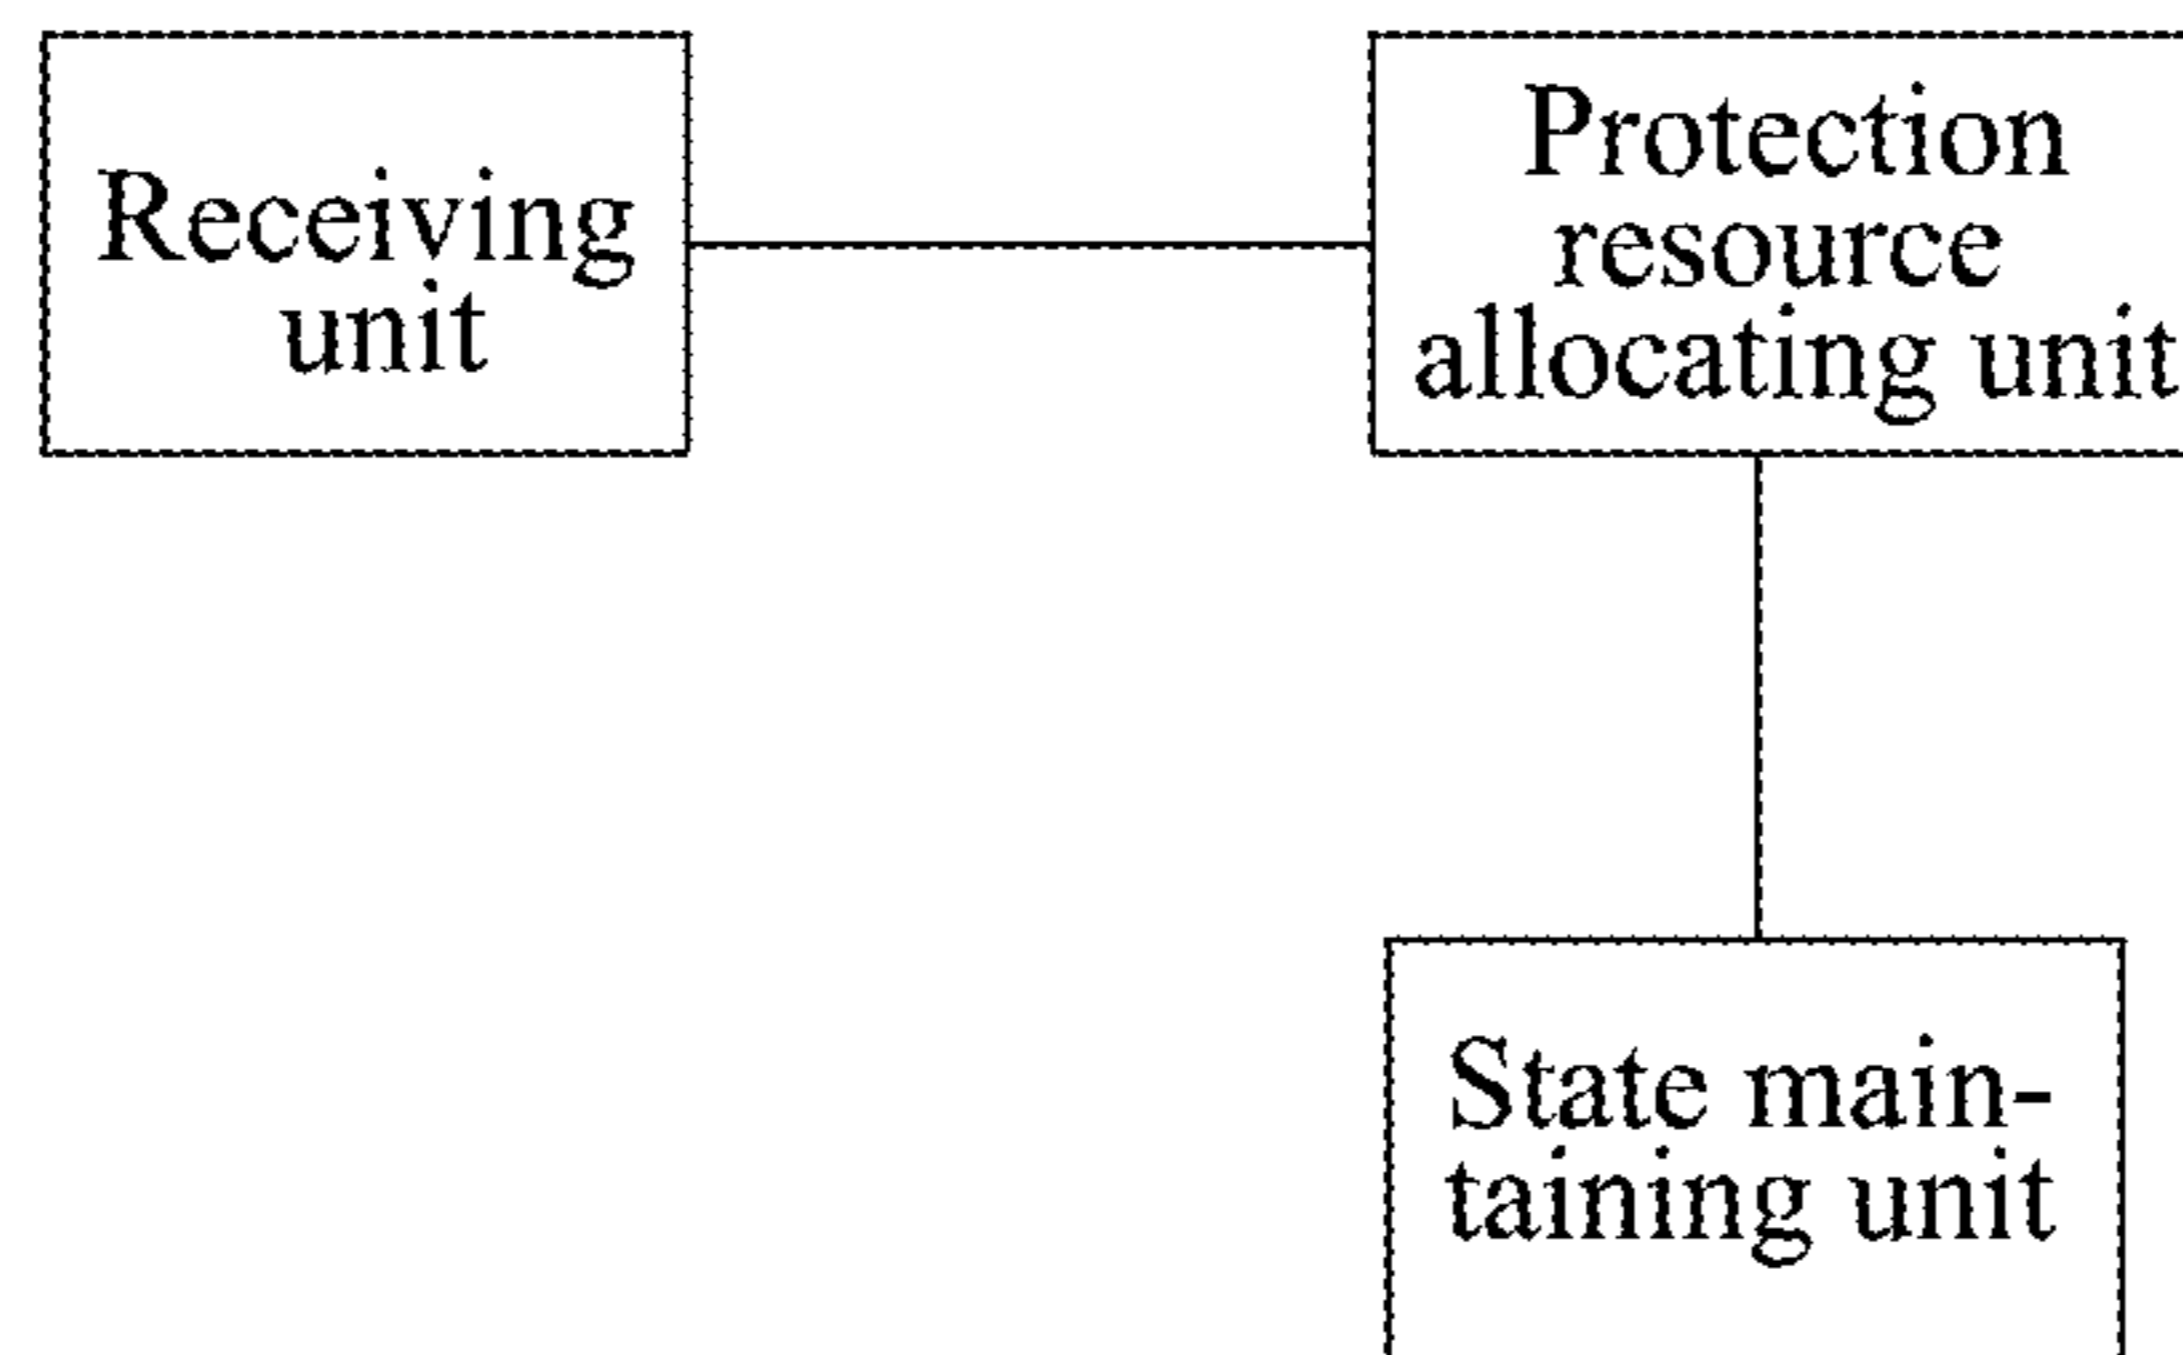 Receiving
unit
Protection
resource
allocating unit
State main-
taining unit